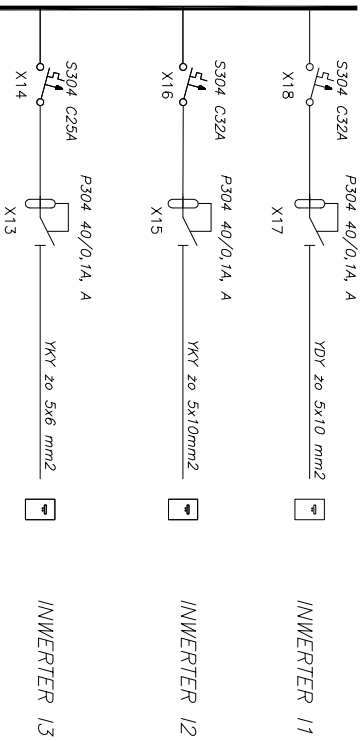 S304 C32A
X18
P304 40/0,1A, A
X17
YDY żo 5x10 mm2
INWERTER I1
S304 C32A
X16
P304 40/0,1A, A
X15
YKY żo 5x10mm2
INWERTER I2
S304 C25A
X14
P304 40/0,1A, A
X13
YKY żo 5x6 mm2
INWERTER I3